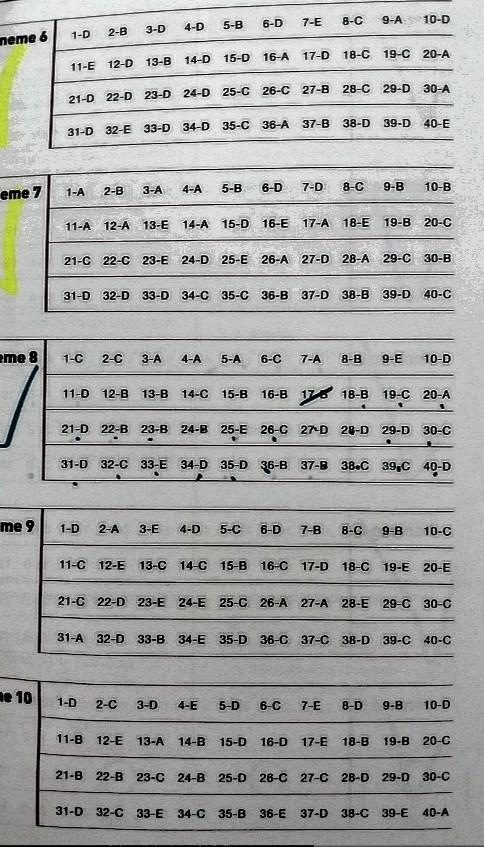 neme 6
1-D 2-B 3-D 4-D 5-B 6-D 7-E 8-C 9-A 10-D
11-E 12-D 13-B 14-D 15-D 16-A 17-D 18-C 19-C 20-A
21-D 22-D 23-D 24-D 25-C 26-C 27-B 28-C 29-D 30-A
31-D 32-E 33-D 34-D 35-C 36-A 37-B 38-D 39-D 40-E
eme 7
1-A 2-B 3-A 4-A 5-B 6-D 7-D 8-C 9-B 10-B
11-A 12-A 13-E 14-A 15-D 16-E 17-A 18-E 19-B 20-C
21-C 22-C 23-E 24-D 25-E 26-A 27-D 28-A 29-C 30-B
31-D 32-D 33-D 34-C 35-C 36-B 37-D 38-B 39-D 40-C
eme 8
1-C 2-C 3-A 4-A 5-A 6-C 7-A 8-B 9-E 10-D
11-D 12-B 13-B 14-C 15-B 16-B 18-B 19-C 20-A
21-D 22-B 23-B 24-B 25-E 26-C 27-D 28-D 29-D 30-C
31-D 32-C 33-E 34-D 35-D 36-B 37-B 38-C 39-C 40-D
me 9
1-D 2-A 3-E 4-D 5-C 6-D 7-B 8-C 9-B 10-C
11-C 12-E 13-C 14-C 15-B 16-C 17-D 18-C 19-E 20-E
21-C 22-D 23-E 24-E 25-C 26-A 27-A 28-E 29-C 30-C
31-A 32-D 33-B 34-E 35-D 36-C 37-C 38-D 39-C 40-C
ne 10
1-D 2-C 3-D 4-E 5-D 6-C 7-E 8-D 9-B 10-D
11-B 12-E 13-A 14-B 15-D 16-D 17-E 18-B 19-B 20-C
21-B 22-B 23-C 24-B 25-D 26-C 27-C 28-D 29-D 30-C
31-D 32-C 33-E 34-C 35-B 36-E 37-D 38-C 39-E 40-A